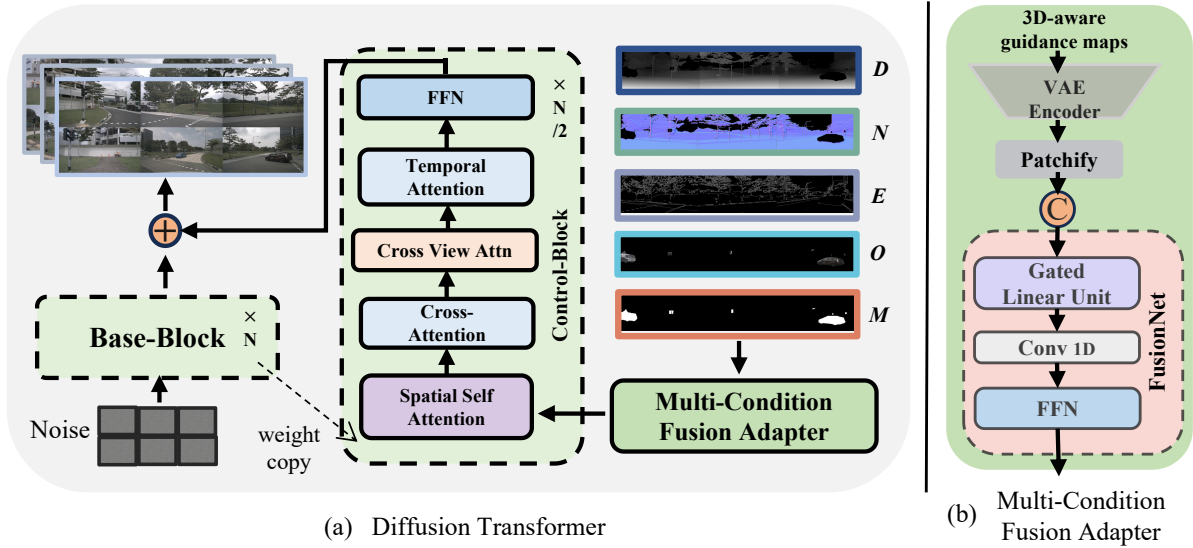 FFN
×
N
/2
Temporal
Attention
Cross View Attn
Cross-
Attention
Spatial Self
Attention
Control-Block
Base-Block
×
N
Noise
weight
copy
D
N
E
O
M
Multi-Condition
Fusion Adapter
(a) Diffusion Transformer
3D-aware
guidance maps
VAE
Encoder
Patchify
C
Gated
Linear Unit
Conv 1D
FFN
FusionNet
(b) Multi-Condition
Fusion Adapter